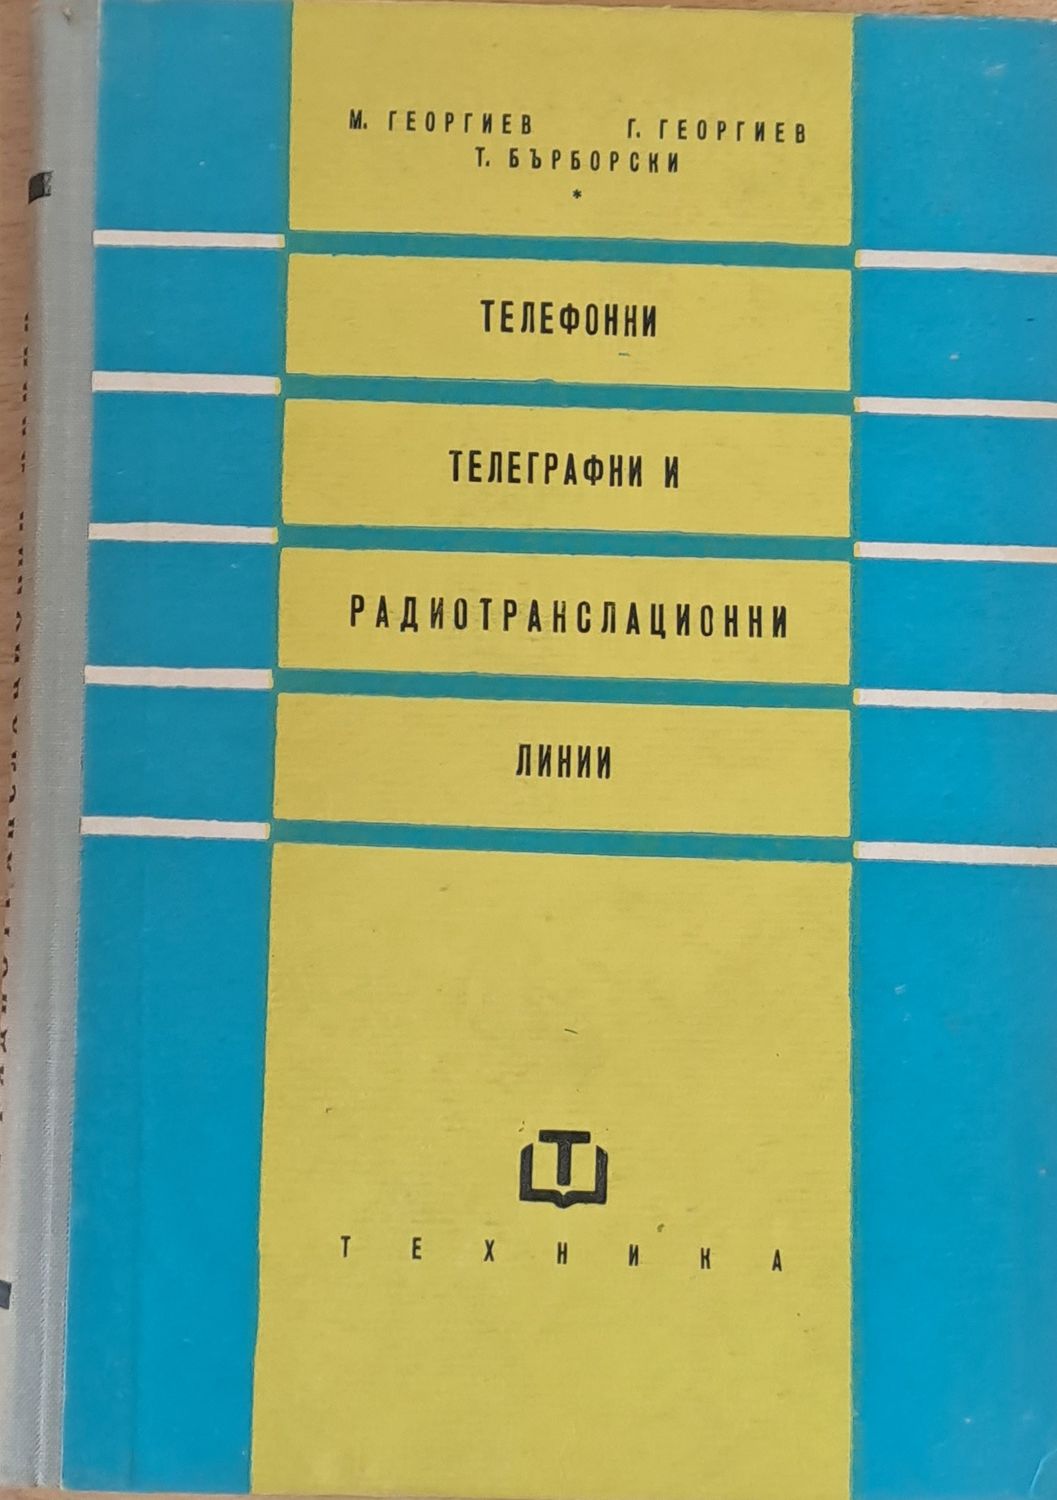 М. ГЕОРГИЕВ Г. ГЕОРГИЕВ
Т. БЪРБОРСКИ
*
ТЕЛЕФОННИ
ТЕЛЕГРАФНИ И
РАДИОТРАНСЛАЦИОННИ
ЛИНИИ
Т
ТЕХНИКА